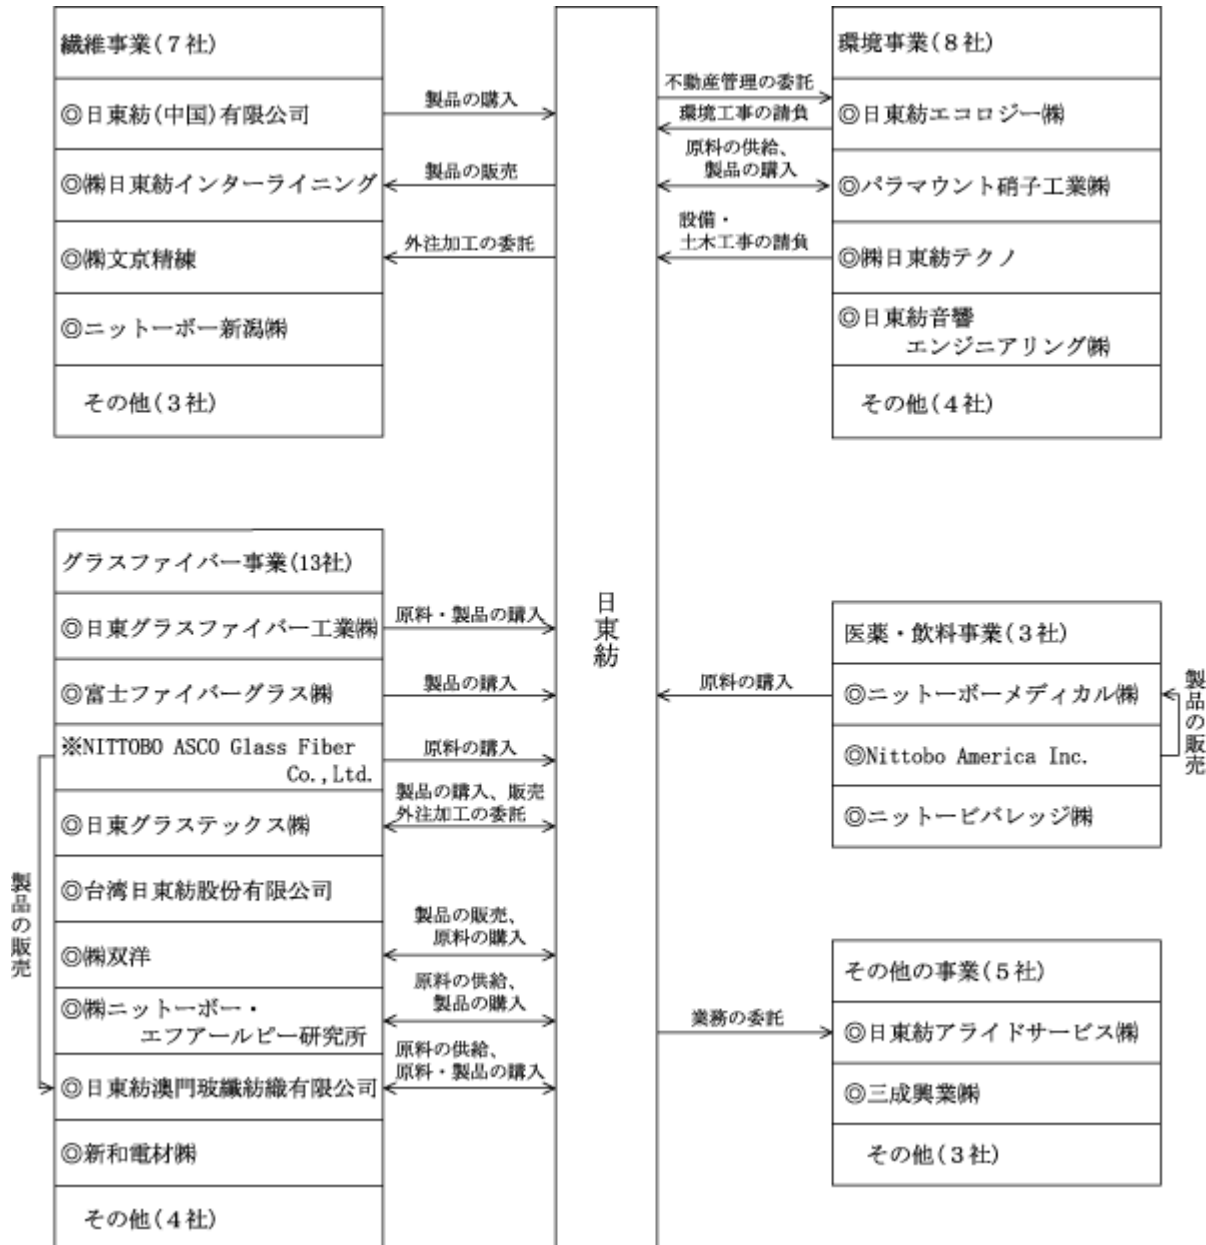 繊維事業(７社)
◎日東紡(中国)有限公司
製品の購入
◎㈱日東紡インターライニング
製品の販売
◎㈱文京精練
外注加工の委託
◎ニットーボー新潟㈱
その他(３社)
環境事業(８社)
不動産管理の委託
環境工事の請負
◎日東紡エコロジー㈱
原料の供給、
製品の購入
◎パラマウント硝子工業㈱
設備・
土木工事の請負
◎㈱日東紡テクノ
◎日東紡音響
エンジニアリング㈱
その他(４社)
日東紡
グラスファイバー事業(13社)
◎日東グラスファイバー工業㈱
原料・製品の購入
◎富士ファイバーグラス㈱
製品の購入
※NITTOBO ASCO Glass Fiber
Co.,Ltd.
原料の購入
◎日東グラステックス㈱
製品の購入、販売
外注加工の委託
◎台湾日東紡股份有限公司
◎㈱双洋
製品の販売、
原料の購入
◎㈱ニットーボー・
エフアールピー研究所
原料の供給、
製品の購入
◎日東紡澳門玻纖紡織有限公司
原料の供給、
原料・製品の購入
◎新和電材㈱
その他(４社)
製品の販売
医薬・飲料事業(３社)
原料の購入
◎ニットーボーメディカル㈱
◎Nittobo America Inc.
◎ニットービバレッジ㈱
製品の販売
その他の事業(５社)
業務の委託
◎日東紡アライドサービス㈱
◎三成興業㈱
その他(３社)